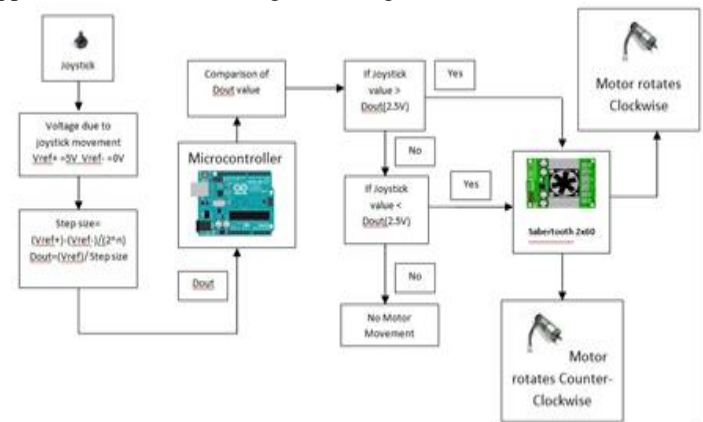 Joystick
Voltage due to
joystick movement
Vref+ =5V Vref- =0V
Step size=
(Vref+)-(Vref-)/(2^n)
Dout=(Vref)/Step size
Dout
Microcontroller
Comparison of
Dout value
If Joystick
value >
Dout(2.5V)
Yes
No
If Joystick
value <
Dout(2.5V)
Yes
No
No Motor
Movement
Sabertooth 2x60
Motor rotates
Clockwise
Motor
rotates Counter-
Clockwise